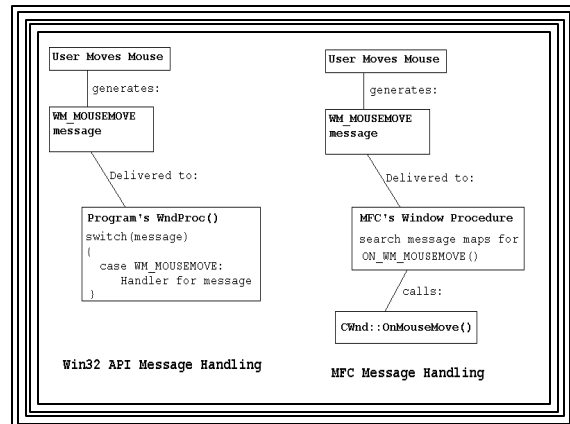 User Moves Mouse
generates:
WM_MOUSEMOVE
message
Delivered to:
Program's WndProc()
switch(message)
{
case WM_MOUSEMOVE:
Handler for message
}
Win32 API Message Handling
User Moves Mouse
generates:
WM_MOUSEMOVE
message
Delivered to:
MFC's Window Procedure
search message maps for
ON_WM_MOUSEMOVE()
calls:
CWnd::OnMouseMove()
MFC Message Handling